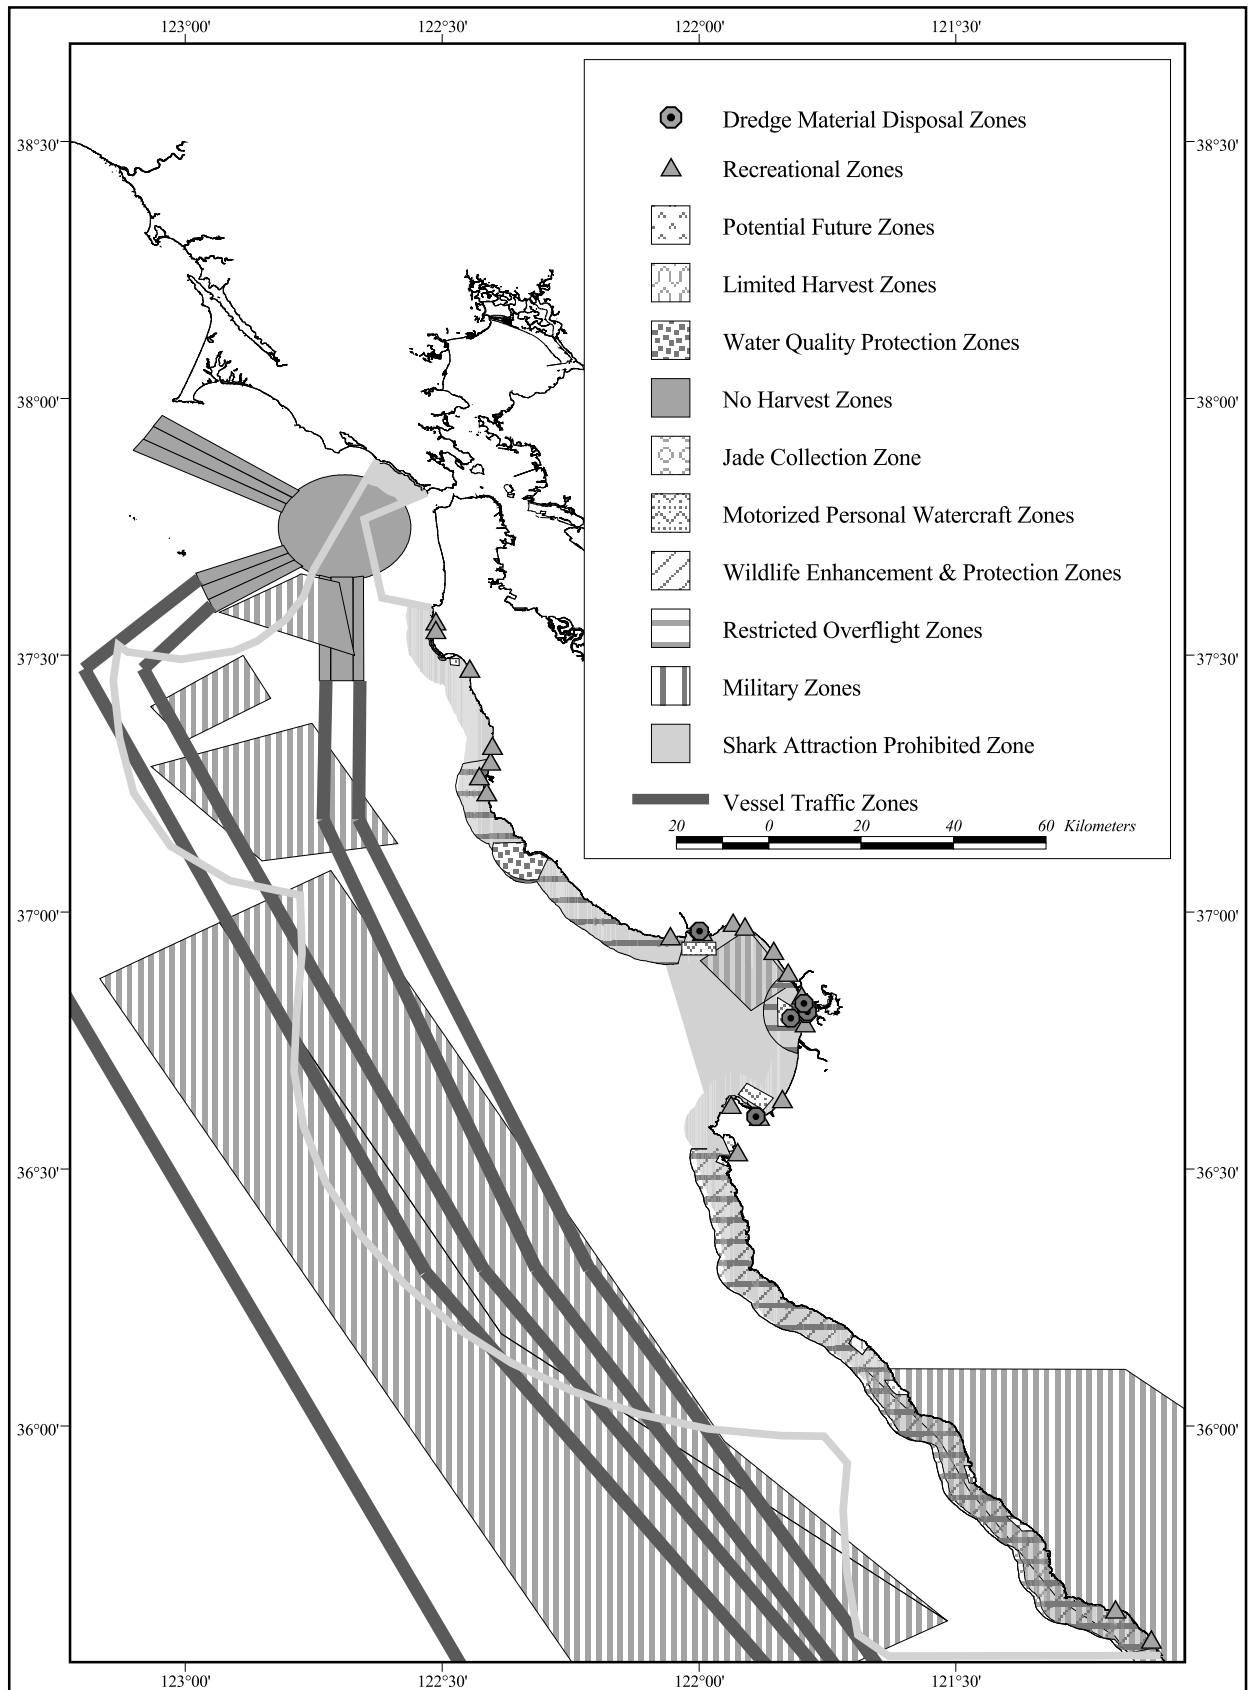 123°00' 122°30' 122°00' 121°30'
Dredge Material Disposal Zones
38°30' 38°30'
Recreational Zones
Potential Future Zones
Limited Harvest Zones
Water Quality Protection Zones
38°00' No Harvest Zones 38°00'
Jade Collection Zone
Motorized Personal Watercraft Zones
Wildlife Enhancement & Protection Zones
Restricted Overflight Zones
37°30' 37°30'
Military Zones
Shark Attraction Prohibited Zone
Vessel Traffic Zones
20 0 20 40 60 Kilometers
37°00' 37°00'
36°30' 36°30'
36°00' 36°00'
123°00' 122°30' 122°00' 121°30'